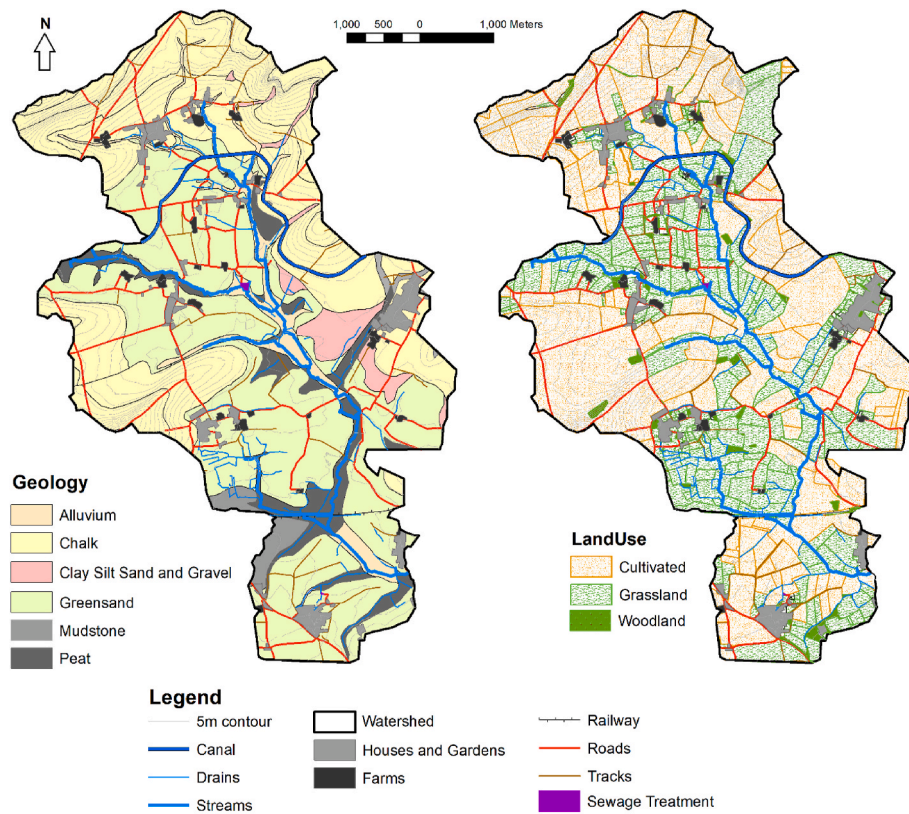 N
1,000 500 0 1,000 Meters
Geology
Alluvium
Chalk
Clay Silt Sand and Gravel
Greensand
Mudstone
Peat
LandUse
Cultivated
Grassland
Woodland
Legend
5m contour
Canal
Drains
Streams
Watershed
Houses and Gardens
Farms
Railway
Roads
Tracks
Sewage Treatment